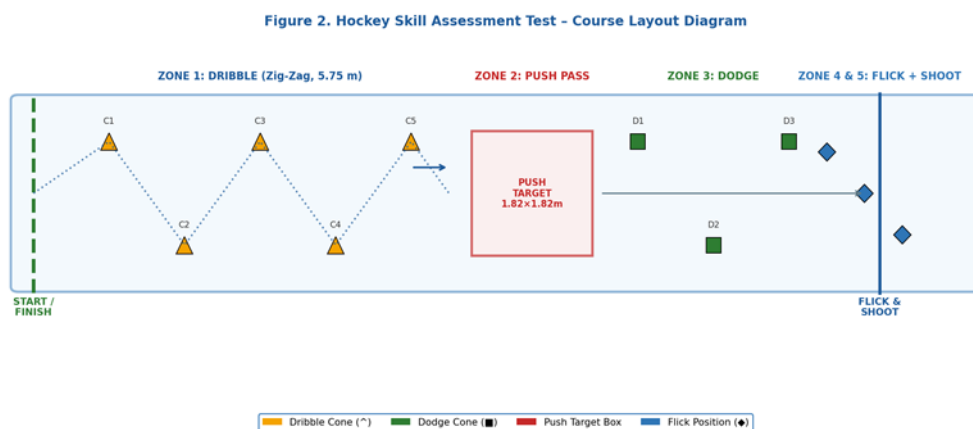 Figure 2. Hockey Skill Assessment Test – Course Layout Diagram
ZONE 1: DRIBBLE (Zig-Zag, 5.75 m)
ZONE 2: PUSH PASS
ZONE 3: DODGE
ZONE 4 & 5: FLICK + SHOOT
C1
C3
C5
D1
D3
PUSH
TARGET
1.82×1.82m
C2
C4
D2
START /
FINISH
FLICK &
SHOOT
Dribble Cone (^)
Dodge Cone (■)
Push Target Box
Flick Position (◆)